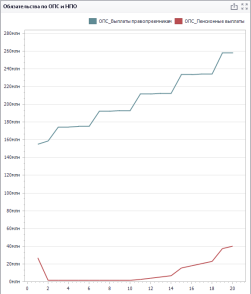 Обязательства по ОПС и НПО
ОПС_Выплаты правопреемникам ОПС_Пенсионные выплаты
280млн
260млн
240млн
220млн
200млн
180млн
160млн
140млн
120млн
100млн
80млн
60млн
40млн
20млн
0млн
0 2 4 6 8 10 12 14 16 18 20